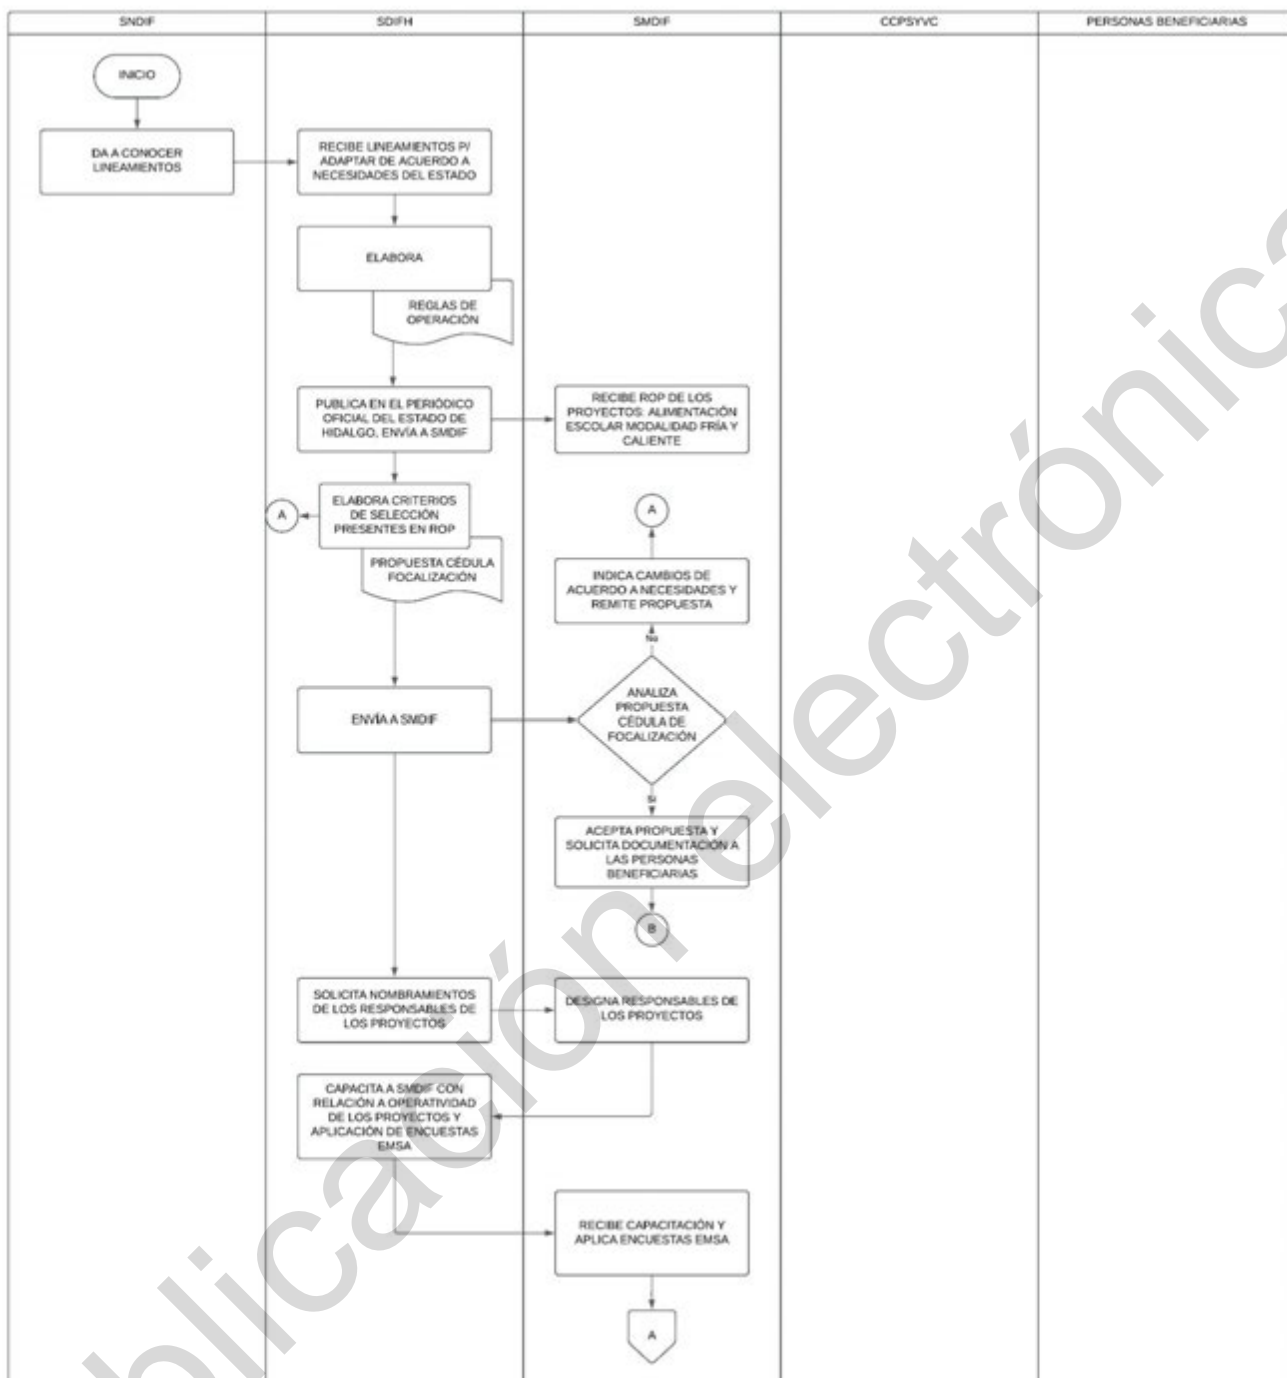 SNDIF
SDIFH
SMDIF
CCPSYVC
PERSONAS BENEFICIARIAS
INICIO
DA A CONOCER
LINEAMIENTOS
RECIBE LINEAMIENTOS P/
ADAPTAR DE ACUERDO A
NECESIDADES DEL ESTADO
ELABORA
REGLAS DE
OPERACIÓN
PUBLICA EN EL PERIÓDICO
OFICIAL DEL ESTADO DE
HIDALGO, ENVÍA A SMDIF
RECIBE ROP DE LOS
PROYECTOS: ALIMENTACIÓN
ESCOLAR MODALIDAD FRÍA Y
CALIENTE
A
ELABORA CRITERIOS
DE SELECCIÓN
PRESENTES EN ROP
PROPUESTA CÉDULA
FOCALIZACIÓN
A
INDICA CAMBIOS DE
ACUERDO A NECESIDADES Y
REMITE PROPUESTA
No
ENVÍA A SMDIF
ANALIZA
PROPUESTA
CÉDULA DE
FOCALIZACIÓN
Si
ACEPTA PROPUESTA Y
SOLICITA DOCUMENTACIÓN A
LAS PERSONAS
BENEFICIARIAS
B
SOLICITA NOMBRAMIENTOS
DE LOS RESPONSABLES DE
LOS PROYECTOS
DESIGNA RESPONSABLES DE
LOS PROYECTOS
CAPACITA A SMDIF CON
RELACIÓN A OPERATIVIDAD
DE LOS PROYECTOS Y
APLICACIÓN DE ENCUESTAS
EMSA
RECIBE CAPACITACIÓN Y
APLICA ENCUESTAS EMSA
A
blicación electrónica